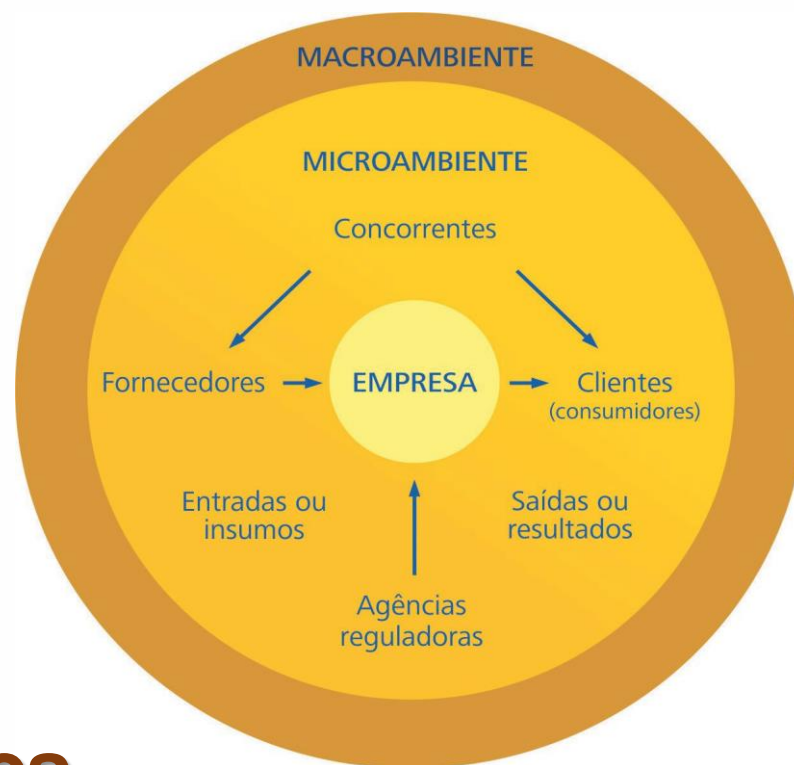 MACROAMBIENTE
MICROAMBIENTE
Concorrentes
Fornecedores
EMPRESA
Clientes
(consumidores)
Entradas ou
insumos
Saídas ou
resultados
Agências
reguladoras